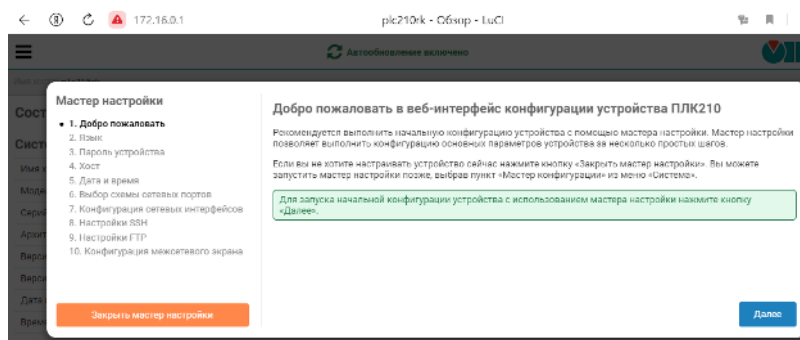 172.16.0.1
plc210rk - Обзор - LuCI
Автообновление включено
Мастер настройки
1. Добро пожаловать
2. Язык
3. Пароль устройства
4. Хост
5. Дата и время
6. Выбор схемы сетевых портов
7. Конфигурация сетевых интерфейсов
8. Настройки SSH
9. Настройки FTP
10. Конфигурация межсетевого экрана
Закрыть мастер настройки
Добро пожаловать в веб-интерфейс конфигурации устройства ПЛК210
Рекомендуется выполнить начальную конфигурацию устройства с помощью мастера настройки. Мастер настройки
позволяет выполнить конфигурацию основных параметров устройства за несколько простых шагов.
Если вы не хотите настраивать устройство сейчас нажмите кнопку «Закрыть мастер настройки». Вы можете
запустить мастер настройки позже, выбрав пункт «Мастер конфигурации» из меню «Система».
Для запуска начальной конфигурации устройства с использованием мастера настройки нажмите кнопку
«Далее».
Далее